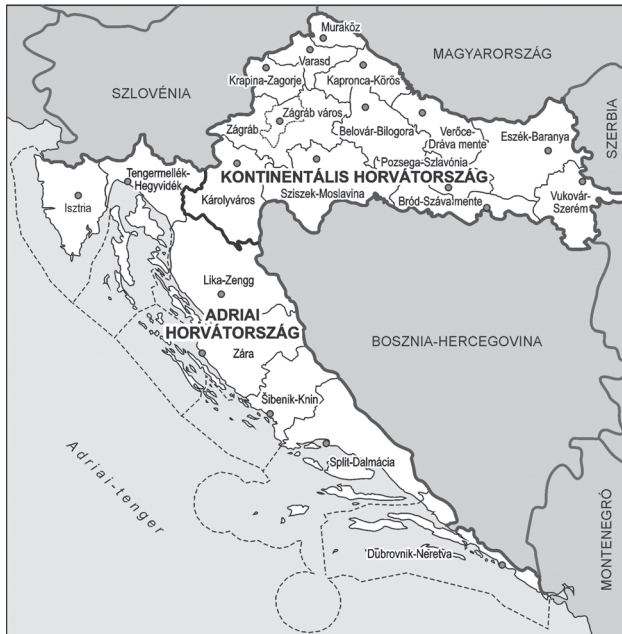 Muraköz
MAGYARORSZÁG
Varasd
SZLOVÉNIA
Krapina-Zagorje
Kapronca-Körös
SZERBIA
Zágráb város
Zágráb
Belovár-Bilogora
Verőce-
Dráva mente
Eszék-Baranya
Tengermellék-
Hegyvidék
Pozsega-Szlavónia
KONTINENTÁLIS HORVÁTORSZÁG
Isztria
Károlyváros
Sziszek-Moslavina
Bród-Szávalmente
Vukovár-
Szerém
Lika-Zengg
ADRIAI
HORVÁTORSZÁG
BOSZNIA-HERCEGOVINA
Zára
Šibenik-Knin
Adriai-tenger
Split-Dalmácia
MONTENEGRÓ
Dubrovnik-Neretva